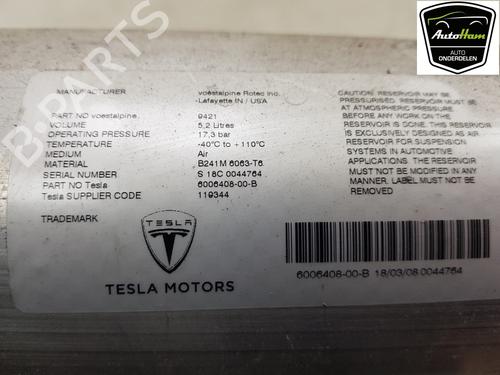 AutoHam
AUTO
ONDERDELEN
B-PARTS
MANUFACTURER voestalpine Rotec Inc.
-Lafayette IN / USA
PART NO voestalpine. 9421
VOLUME 5,2 Litres
OPERATING PRESSURE 17,3 bar
TEMPERATURE -40°C to +110°C
MEDIUM Air
MATERIAL B241M 6063-T6
SERIAL NUMBER S 18C 0044764
PART NO Tesla 6006408-00-B
Tesla SUPPLIER CODE 119344
TRADEMARK
TESLA
TESLA MOTORS
CAUTION: RESERVOIR MAY BE
PRESSURISED. RESERVOIR MUST BE
AT ATMOSPHERIC PRESSURE
BEFORE ANY WORK ON THE
RESERVOIR IS DONE. THIS RESERVOIR
IS EXCLUSIVELY DESIGNED AS AN AIR
RESERVOIR FOR SUSPENSION
SYSTEMS IN AUTOMOTIVE
APPLICATIONS. THE RESERVOIR
MUST NOT BE MODIFIED IN ANY
MANNER, LABEL MUST NOT BE
REMOVED
6006408-00-B 18/03/08 0044764